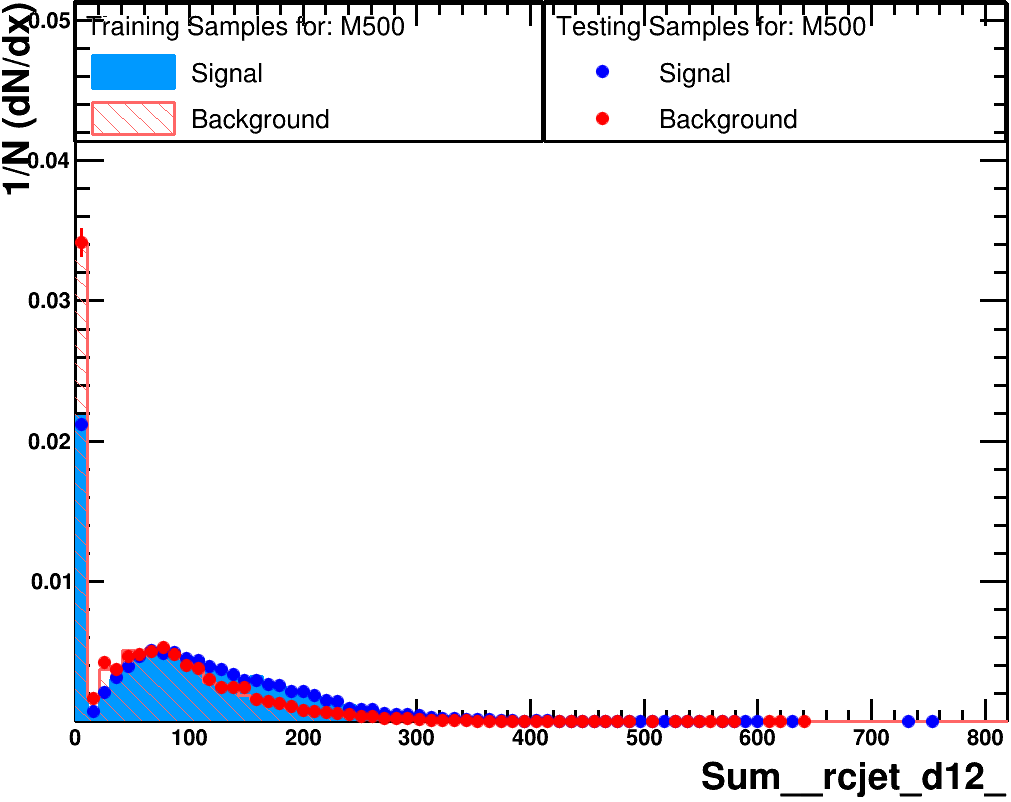 1/N (dN/dx)
Training Samples for: M500
Signal
Background
Testing Samples for: M500
Signal
Background
0.05
0.04
0.03
0.02
0.01
0 100 200 300 400 500 600 700 800
Sum__rcjet_d12_